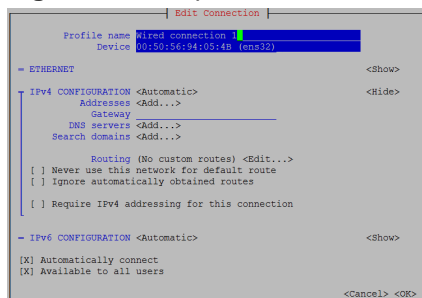 Edit Connection
Profile name Wired connection 1
Device 00:50:56:94:05:4B (ens32)
= ETHERNET <Show>
IPv4 CONFIGURATION <Automatic> <Hide>
Addresses <Add...>
Gateway
DNS servers <Add...>
Search domains <Add...>
Routing (No custom routes) <Edit...>
[ ] Never use this network for default route
[ ] Ignore automatically obtained routes
[ ] Require IPv4 addressing for this connection
= IPv6 CONFIGURATION <Automatic> <Show>
[X] Automatically connect
[X] Available to all users
<Cancel> <OK>